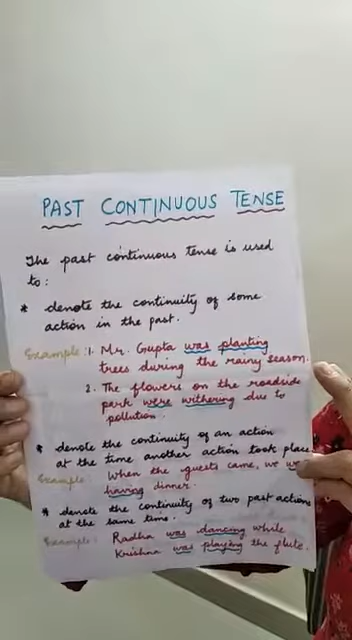 PAST CONTINUOUS TENSE
The past continuous tense is used
to:
* denote the continuity of some
action in the past.
Example: 1. Mr. Gupta was planting
trees during the rainy season.
2. The flowers on the roadside
park were withering due to
pollution.
* denote the continuity of an action
at the time another action took place
Example: When the guests came, we
having dinner.
* denote the continuity of two past actions
at the same time.
Example: Radha was dancing while
Krishna was playing the flute.